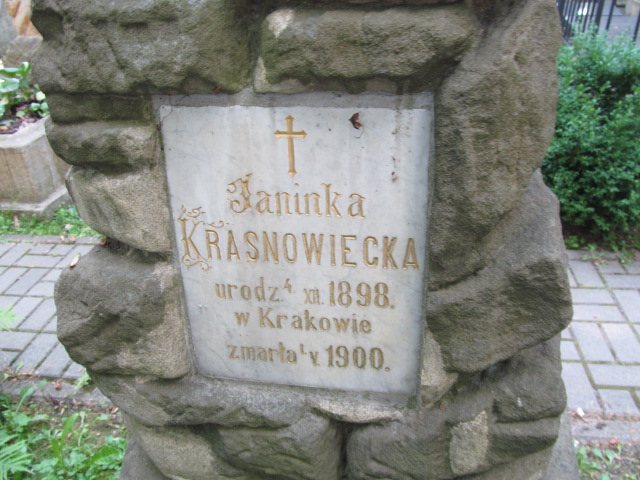 Janinka
KRASNOWIECKA
urodz. 4. XII. 1898.
w Krakowie
zmarła 1. V. 1900.